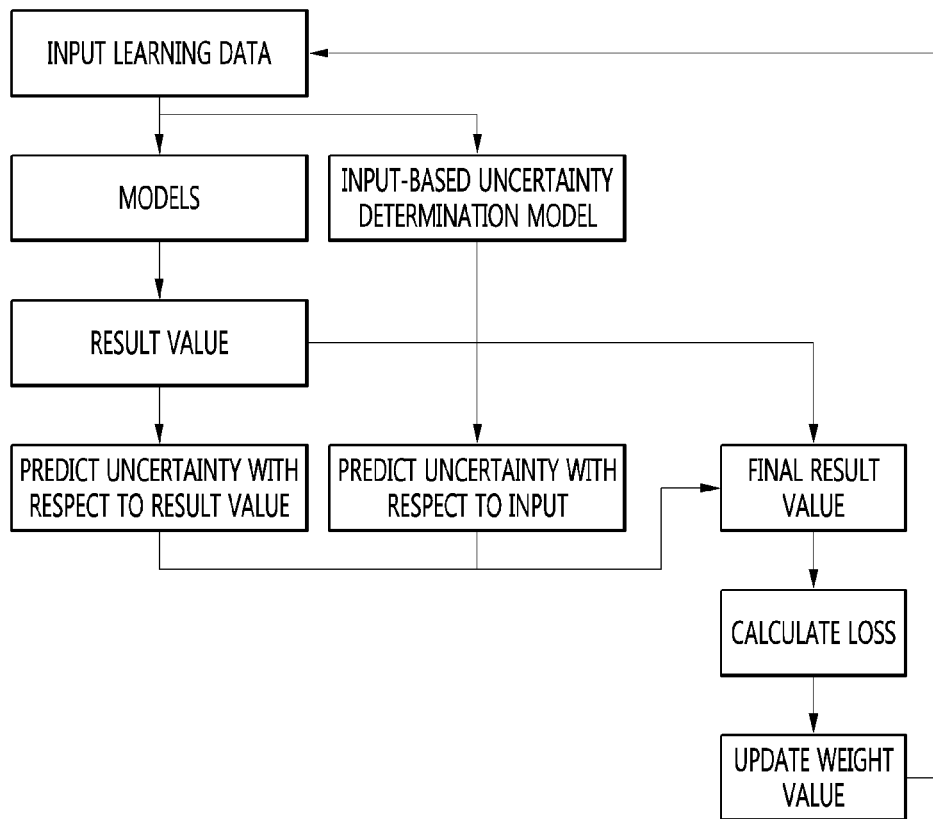 INPUT LEARNING DATA
MODELS
INPUT-BASED UNCERTAINTY
DETERMINATION MODEL
RESULT VALUE
PREDICT UNCERTAINTY WITH
RESPECT TO RESULT VALUE
PREDICT UNCERTAINTY WITH
RESPECT TO INPUT
FINAL RESULT
VALUE
CALCULATE LOSS
UPDATE WEIGHT
VALUE